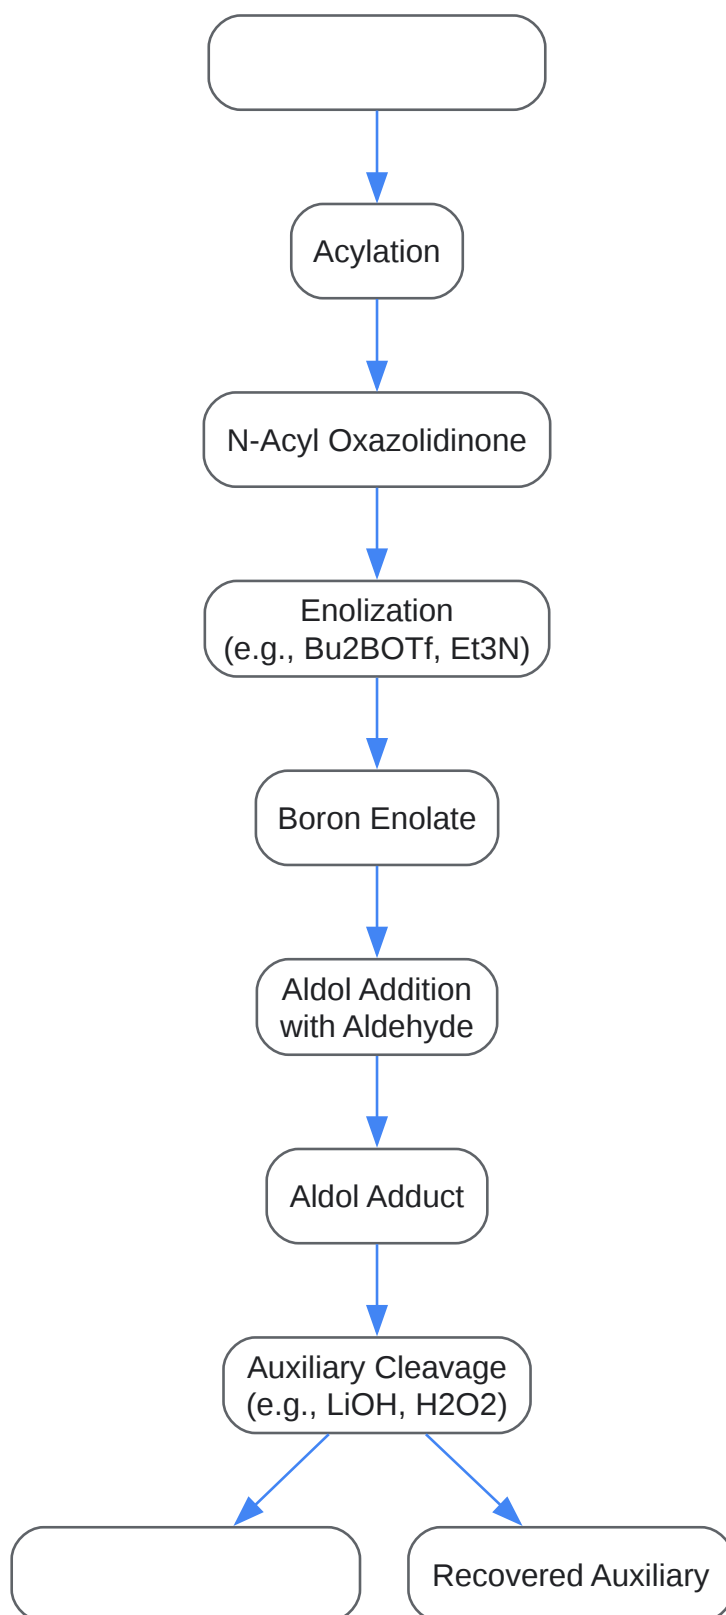 Acylation
N-Acyl Oxazolidinone
Enolization
(e.g., Bu2BOTf, Et3N)
Boron Enolate
Aldol Addition
with Aldehyde
Aldol Adduct
Auxiliary Cleavage
(e.g., LiOH, H2O2)
Recovered Auxiliary